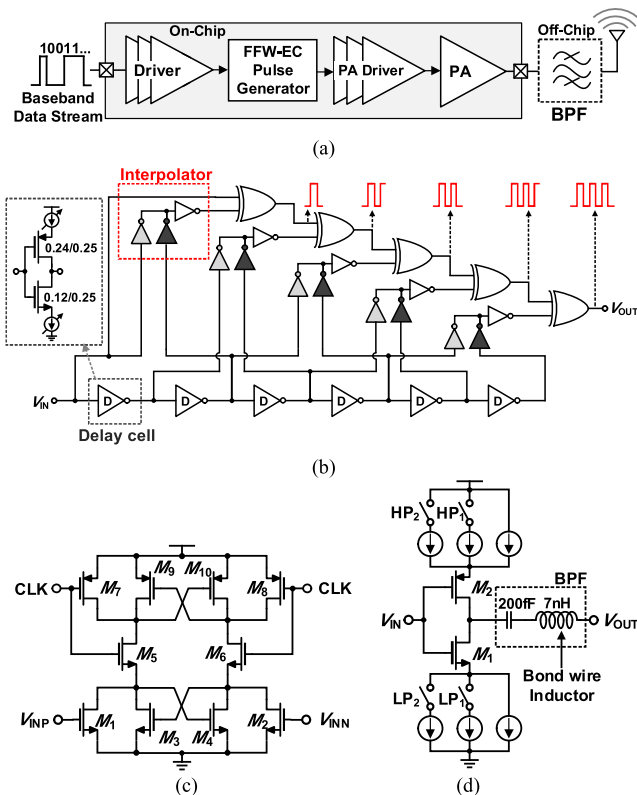 On-Chip
Off-Chip
10011...
Driver
FFW-EC
Pulse
Generator
PA Driver
PA
BPF
Baseband
Data Stream
(a)
Interpolator
0.24/0.25
0.12/0.25
VOUT
VIN
D
D
D
D
D
D
Delay cell
(b)
HP2
HP1
CLK
M7
M9
M10
M8
CLK
M5
M6
VINP
M1
M3
M4
M2
VINN
(c)
M2
BPF
200fF
7nH
VIN
VOUT
M1
Bond wire
Inductor
LP2
LP1
(d)